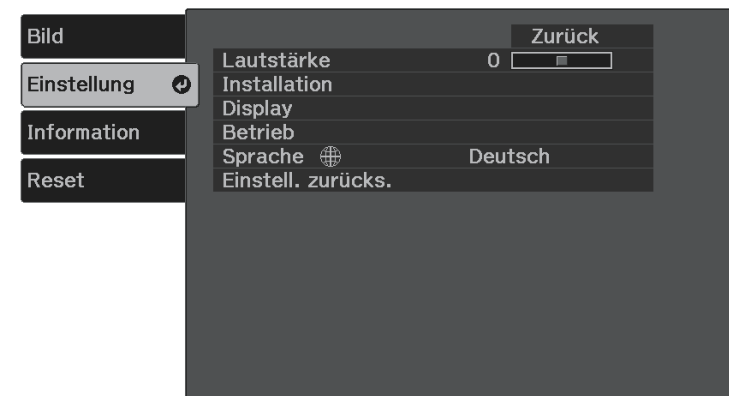 Bild
Einstellung
Information
Reset
Zurück
Lautstärke 0
Installation
Display
Betrieb
Sprache Deutsch
Einstell. zurücks.